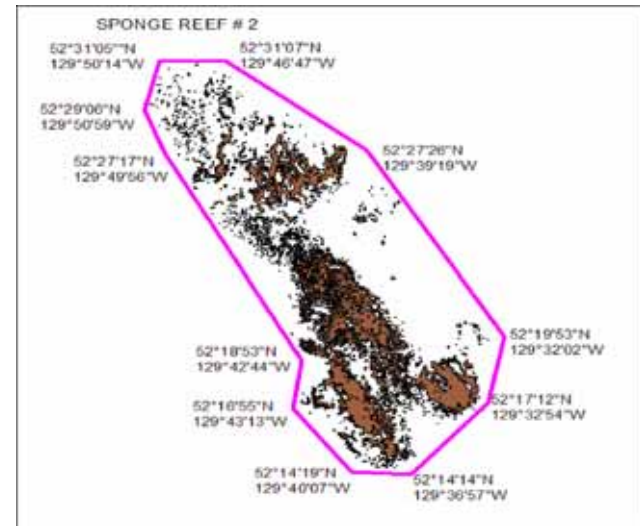 SPONGE REEF # 2
52°31'05"N
129°50'14"W
52°31'07"N
129°46'47"W
52°29'06"N
129°50'59"W
52°27'17"N
129°49'56"W
52°27'26"N
129°39'19"W
52°19'53"N
129°32'02"W
52°18'53"N
129°42'44"W
52°17'12"N
129°32'54"W
52°16'55"N
129°43'13"W
52°14'19"N
129°40'07"W
52°14'14"N
129°36'57"W